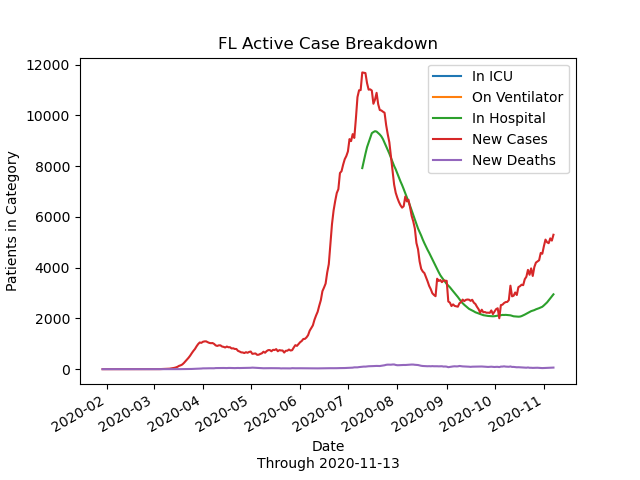 FL Active Case Breakdown
12000
10000
8000
6000
4000
2000
0
Patients in Category
In ICU
On Ventilator
In Hospital
New Cases
New Deaths
2020-02
2020-03
2020-04
2020-05
2020-06
2020-07
2020-08
2020-09
2020-10
2020-11
Date
Through 2020-11-13